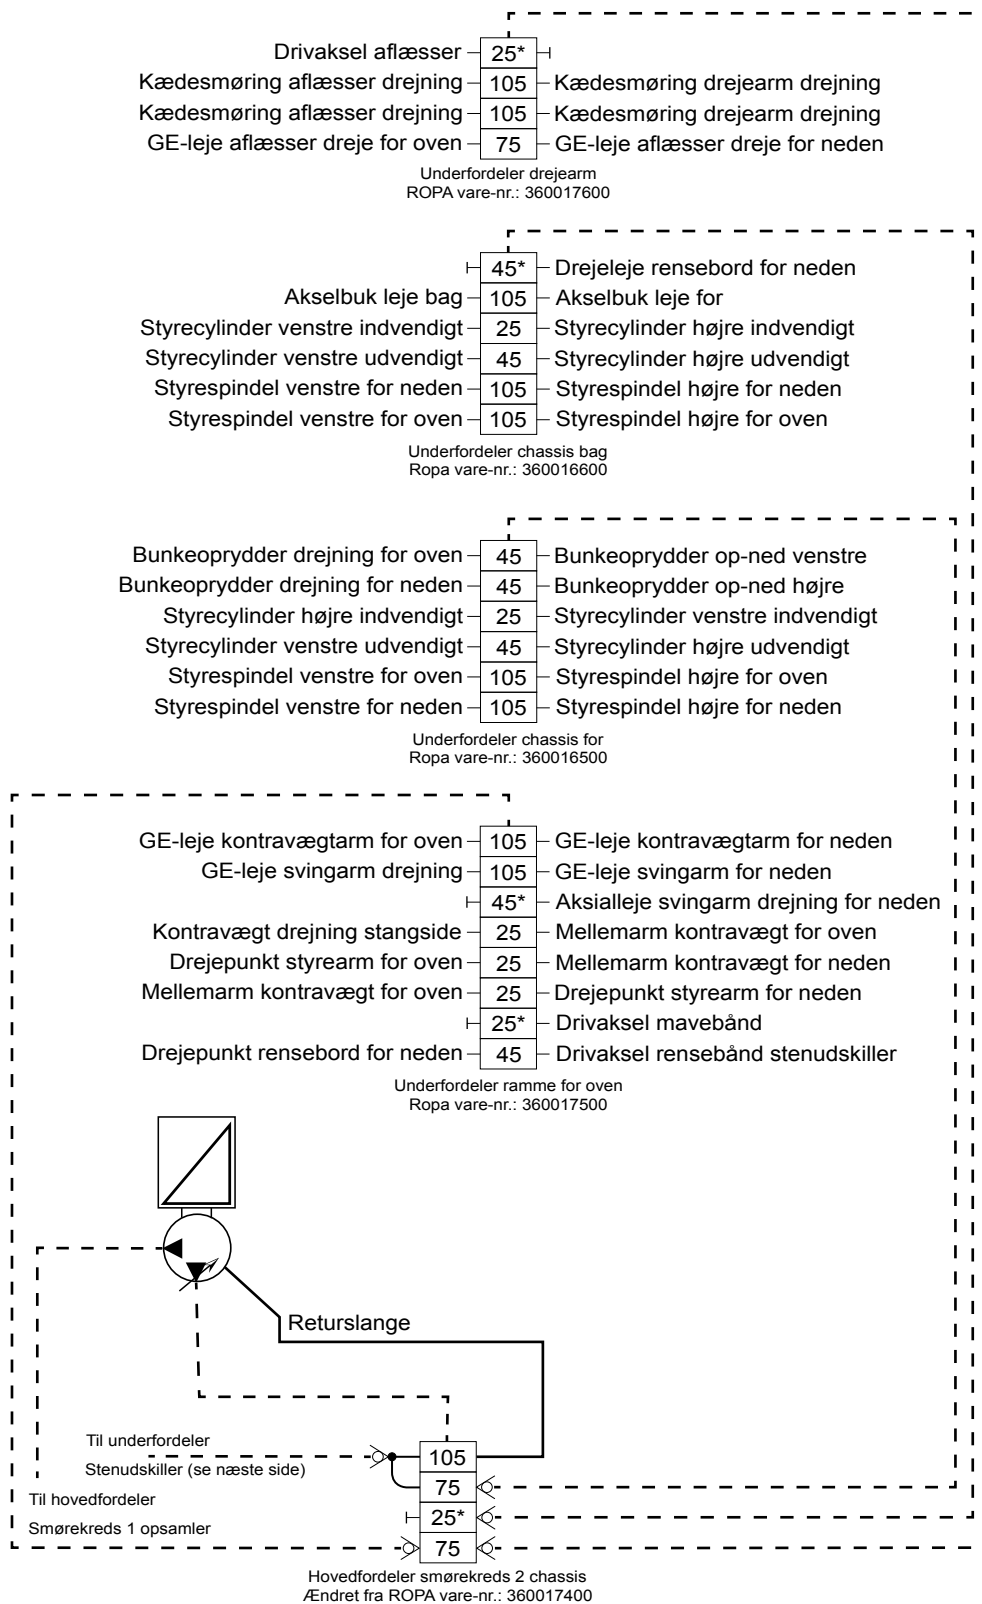 Drivaksel aflæsser 25*
Kædesmøring aflæsser drejning 105 Kædesmøring drejearm drejning
Kædesmøring aflæsser drejning 105 Kædesmøring drejearm drejning
GE-leje aflæsser dreje for oven 75 GE-leje aflæsser dreje for neden
Underfordeler drejearm
ROPA vare-nr.: 360017600
45* Drejeleje rensebord for neden
Akselbuk leje bag 105 Akselbuk leje for
Styrecylinder venstre indvendigt 25 Styrecylinder højre indvendigt
Styrecylinder venstre udvendigt 45 Styrecylinder højre udvendigt
Styrespindel venstre for neden 105 Styrespindel højre for neden
Styrespindel venstre for oven 105 Styrespindel højre for oven
Underfordeler chassis bag
Ropa vare-nr.: 360016600
Bunkeoprydder drejning for oven 45 Bunkeoprydder op-ned venstre
Bunkeoprydder drejning for neden 45 Bunkeoprydder op-ned højre
Styrecylinder højre indvendigt 25 Styrecylinder venstre indvendigt
Styrecylinder venstre udvendigt 45 Styrecylinder højre udvendigt
Styrespindel venstre for oven 105 Styrespindel højre for oven
Styrespindel venstre for neden 105 Styrespindel højre for neden
Underfordeler chassis for
Ropa vare-nr.: 360016500
GE-leje kontravægtarm for oven 105 GE-leje kontravægtarm for neden
GE-leje svingarm drejning 105 GE-leje svingarm for neden
45* Aksialleje svingarm drejning for neden
Kontravægt drejning stangside 25 Mellemarm kontravægt for oven
Drejepunkt styrearm for oven 25 Mellemarm kontravægt for neden
Mellemarm kontravægt for oven 25 Drejepunkt styrearm for neden
25* Drivaksel mavebånd
Drejepunkt rensebord for neden 45 Drivaksel rensebånd stenudskiller
Underfordeler ramme for oven
Ropa vare-nr.: 360017500
Returslange
Til underfordeler
Stenudskiller (se næste side)
105
75
Til hovedfordeler
25*
Smørekreds 1 opsamler
75
Hovedfordeler smørekreds 2 chassis
Ændret fra ROPA vare-nr.: 360017400